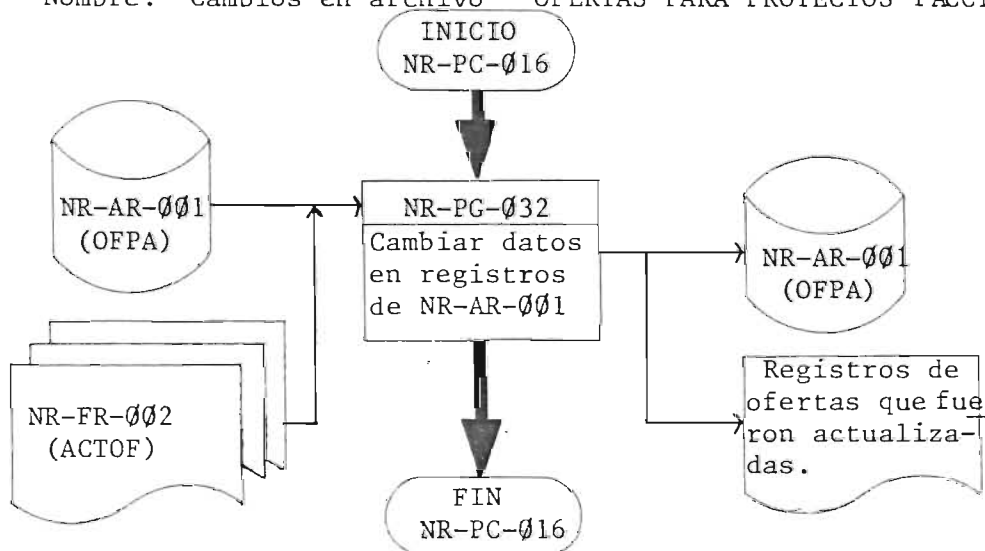 Nombre: Cambios en archivo OFERTAS PARA PROYECTOS
INICIO
NR-PC-Ø16
NR-AR-ØØ1
(OFPA)
NR-PG-Ø32
Cambiar datos
en registros
de NR-AR-ØØ1
NR-AR-ØØ1
(OFPA)
NR-FR-ØØ2
(ACTOF)
Registros de
ofertas que fue
ron actualiza-
das.
FIN
NR-PC-Ø16